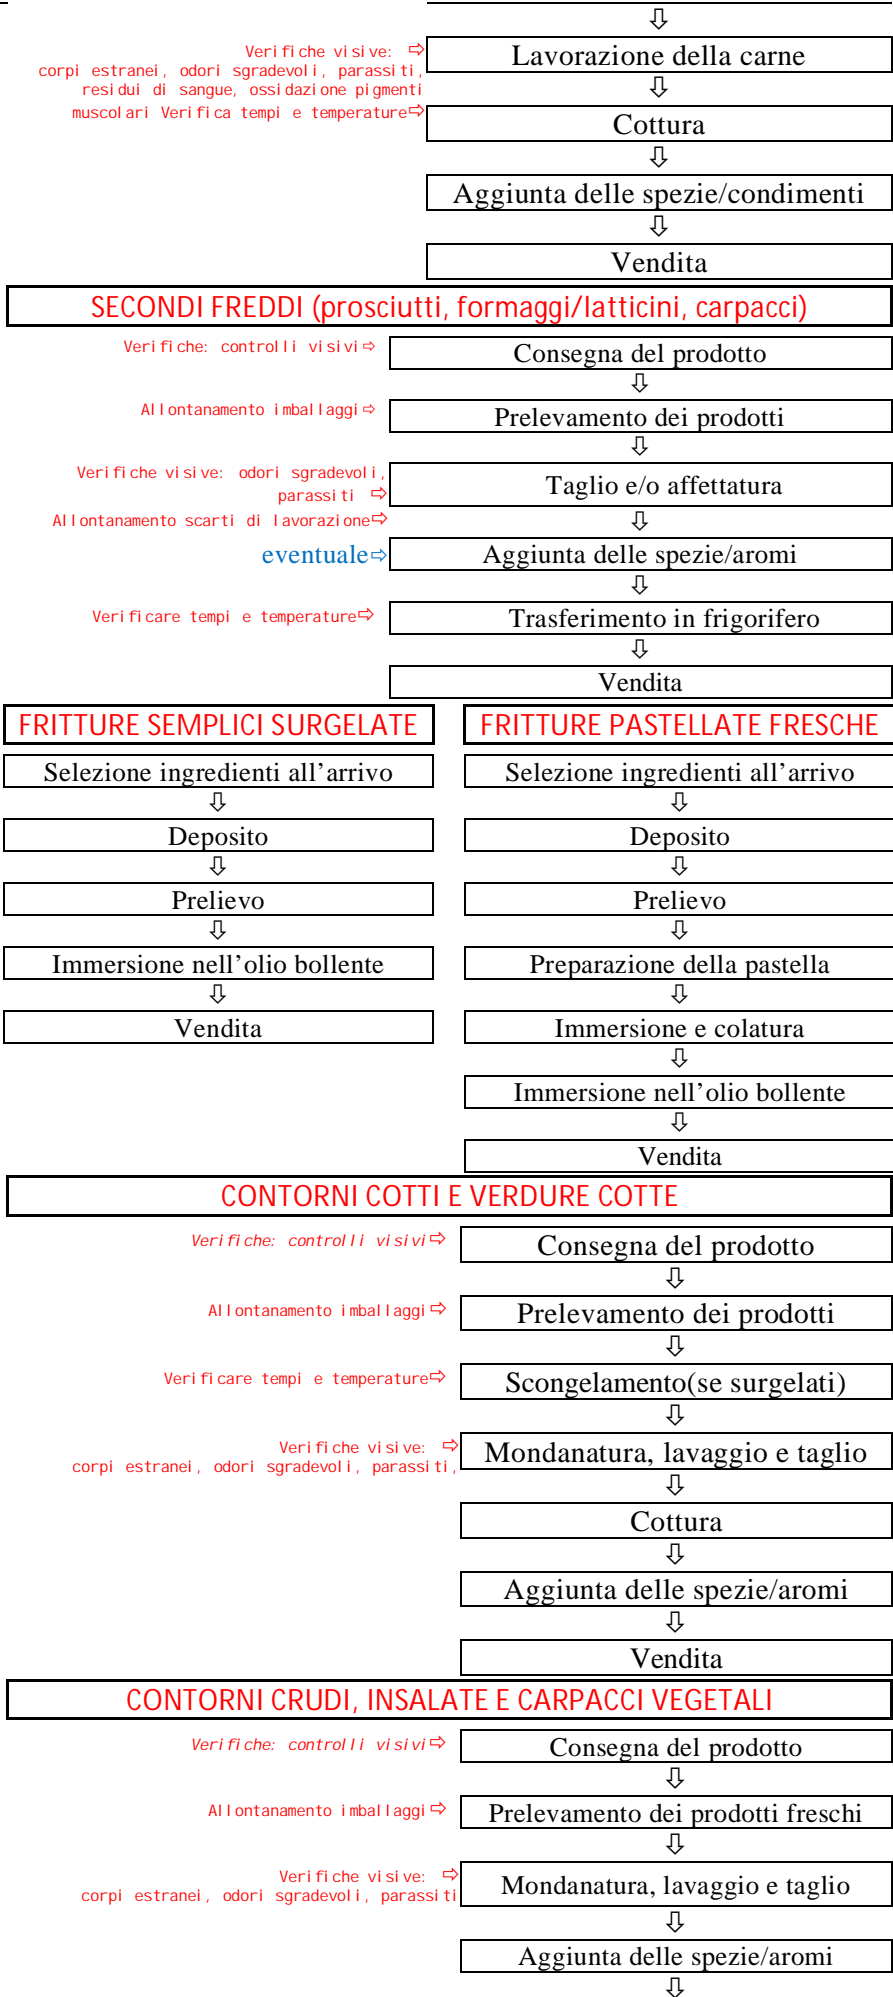 ⇩
Verifiche visive: ⇨
corpi estranei, odori sgradevoli, parassiti,
residui di sangue, ossidazione pigmenti
muscolari Verifica tempi e temperature⇨
Lavorazione della carne
⇩
Cottura
⇩
Aggiunta delle spezie/condimenti
⇩
Vendita
SECONDI FREDDI (prosciutti, formaggi/latticini, carpacci)
Verifiche: controlli visivi⇨
Consegna del prodotto
⇩
Allontanamento imballaggi⇨
Prelevamento dei prodotti
⇩
Verifiche visive: odori sgradevoli,
parassiti ⇨
Taglio e/o affettatura
Allontanamento scarti di lavorazione⇨
⇩
eventuale⇨
Aggiunta delle spezie/aromi
⇩
Verificare tempi e temperature⇨
Trasferimento in frigorifero
⇩
Vendita
FRITTURE SEMPLICI SURGELATE
Selezione ingredienti all’arrivo
⇩
Deposito
⇩
Prelievo
⇩
Immersione nell’olio bollente
⇩
Vendita
FRITTURE PASTELLATE FRESCHE
Selezione ingredienti all’arrivo
⇩
Deposito
⇩
Prelievo
⇩
Preparazione della pastella
⇩
Immersione e colatura
⇩
Immersione nell’olio bollente
⇩
Vendita
CONTORNI COTTI E VERDURE COTTE
Verifiche: controlli visivi⇨
Consegna del prodotto
⇩
Allontanamento imballaggi⇨
Prelevamento dei prodotti
⇩
Verificare tempi e temperature⇨
Scongelamento(se surgelati)
⇩
Verifiche visive: ⇨
corpi estranei, odori sgradevoli, parassiti,
Mondanatura, lavaggio e taglio
⇩
Cottura
⇩
Aggiunta delle spezie/aromi
⇩
Vendita
CONTORNI CRUDI, INSALATE E CARPACCI VEGETALI
Verifiche: controlli visivi⇨
Consegna del prodotto
⇩
Allontanamento imballaggi⇨
Prelevamento dei prodotti freschi
⇩
Verifiche visive: ⇨
corpi estranei, odori sgradevoli, parassiti
Mondanatura, lavaggio e taglio
⇩
Aggiunta delle spezie/aromi
⇩